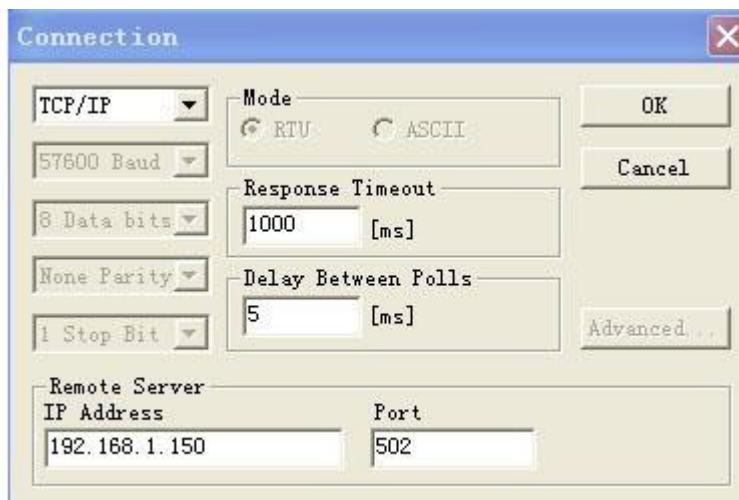 Connection
TCP/IP
57600 Baud
8 Data bits
None Parity
1 Stop Bit
Mode
RTU ASCII
Response Timeout
1000 [ms]
Delay Between Polls
5 [ms]
OK
Cancel
Advanced...
Remote Server
IP Address Port
192.168.1.150 502